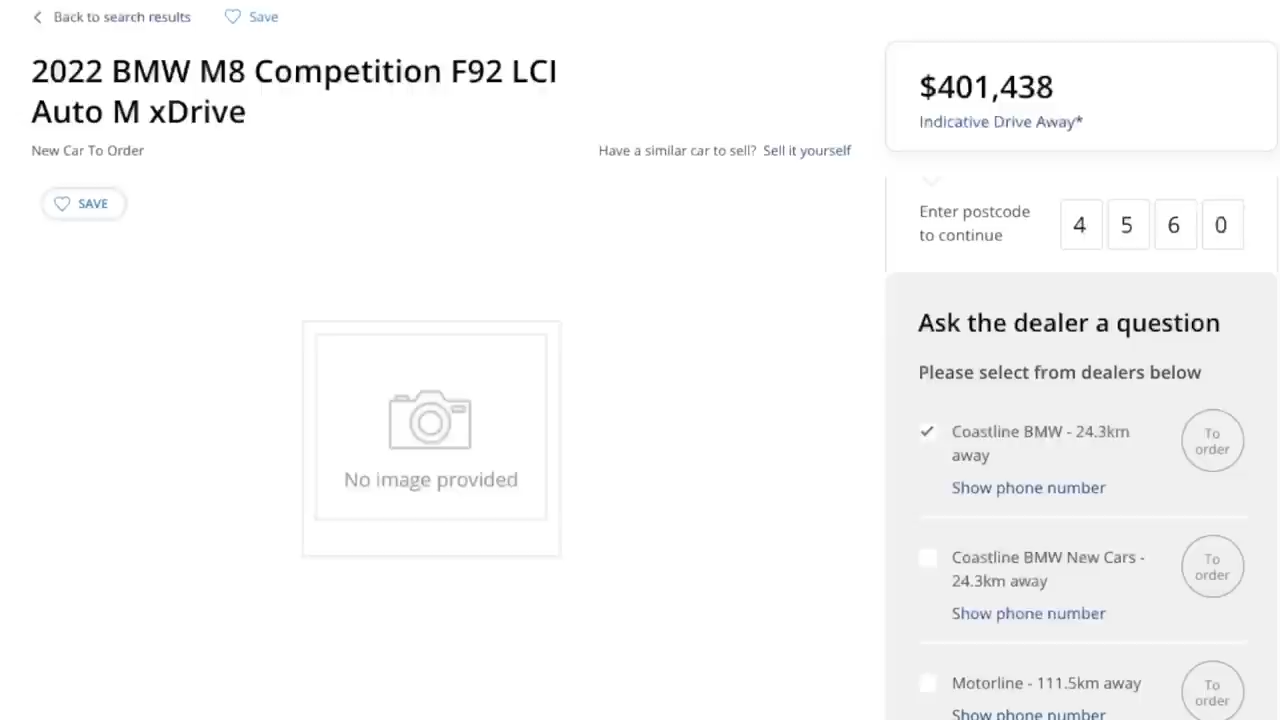 Back to search results
Save
2022 BMW M8 Competition F92 LCI
Auto M xDrive
New Car To Order
Have a similar car to sell? Sell it yourself
SAVE
No image provided
$401,438
Indicative Drive Away*
Enter postcode
to continue
4 5 6 0
Ask the dealer a question
Please select from dealers below
Coastline BMW - 24.3km
away
To
order
Show phone number
Coastline BMW New Cars -
24.3km away
To
order
Show phone number
Motorline - 111.5km away
To
order
Show phone number